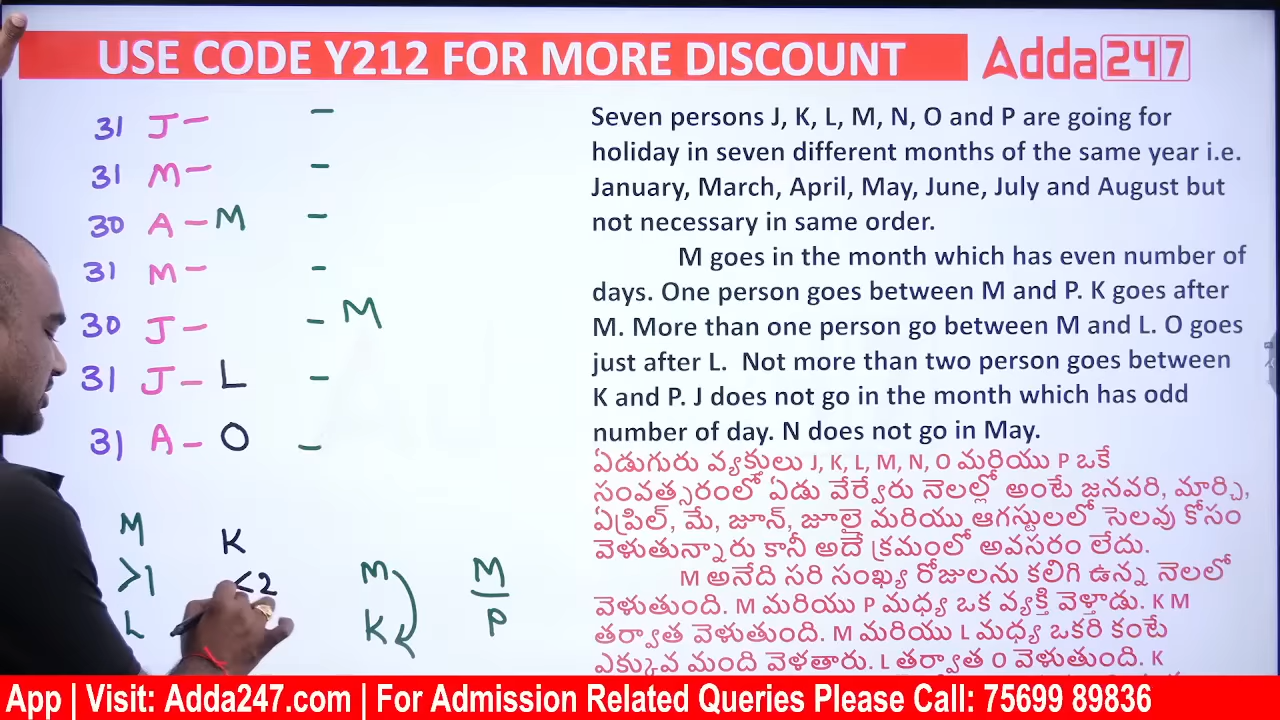 USE CODE Y212 FOR MORE DISCOUNT
Adda247
31 J-
31 M-
30 A-M
31 M-
30 J- - M
31 J- L -
31 A- O -
M
>1
L
K
<2
M
K
M
P
Seven persons J, K, L, M, N, O and P are going for
holiday in seven different months of the same year i.e.
January, March, April, May, June, July and August but
not necessary in same order.
M goes in the month which has even number of
days. One person goes between M and P. K goes after
M. More than one person go between M and L. O goes
just after L. Not more than two person goes between
K and P. J does not go in the month which has odd
number of day. N does not go in May.
ఏడుగురు వ్యక్తులు J, K, L, M, N, O మరియు P ఒకే
సంవత్సరంలో ఏడు వేర్వేరు నెలల్లో అంటే జనవరి, మార్చి,
ఏప్రిల్, మే, జూన్, జూలై మరియు ఆగస్టులలో సెలవు కోసం
వెళుతున్నారు కానీ అదే క్రమంలో అవసరం లేదు.
M అనేది సరి సంఖ్య రోజులను కలిగి ఉన్న నెలలో
వెళుతుంది. M మరియు P మధ్య ఒక వ్యక్తి వెళ్తాడు. K M
తర్వాత వెళుతుంది. M మరియు L మధ్య ఒకరి కంటే
ఎక్కువ మంది వెళతారు. L తర్వాత O వెళుతుంది. K
App | Visit: Adda247.com | For Admission Related Queries Please Call: 75699 89836